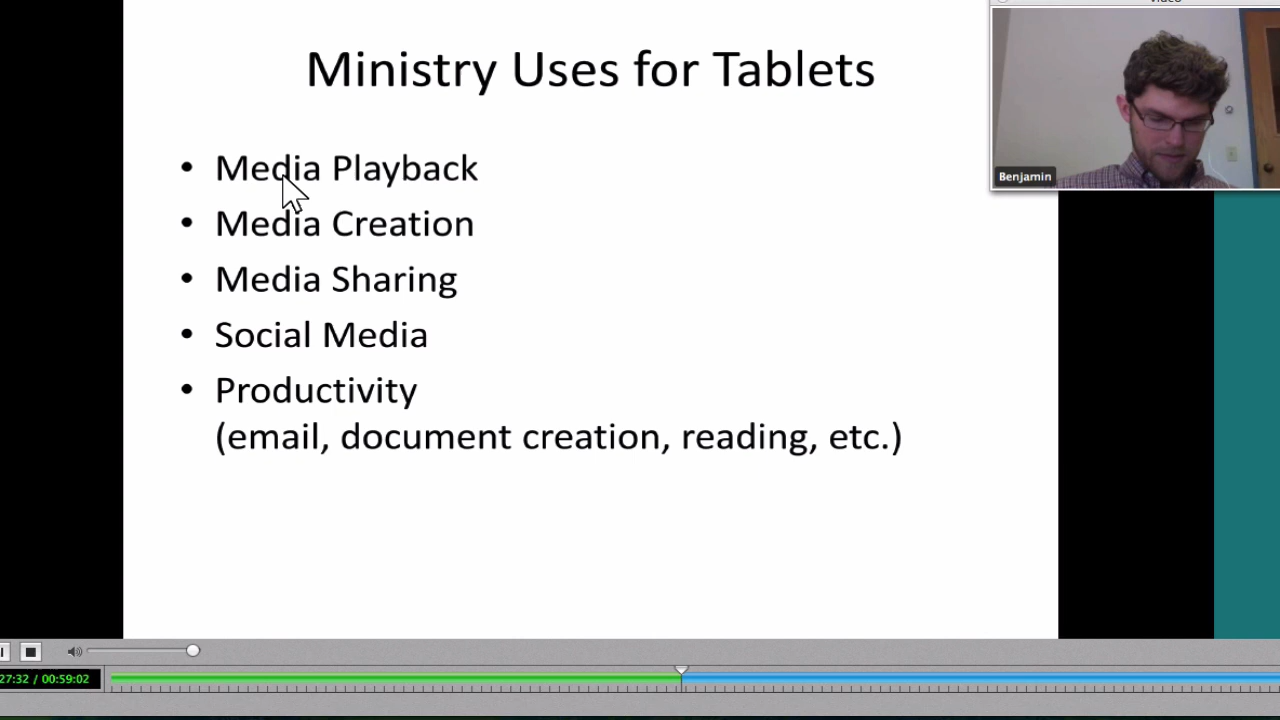 Ministry Uses for Tablets
• Media Playback
• Media Creation
• Media Sharing
• Social Media
• Productivity
(email, document creation, reading, etc.)
Benjamin
27:32 / 00:59:02